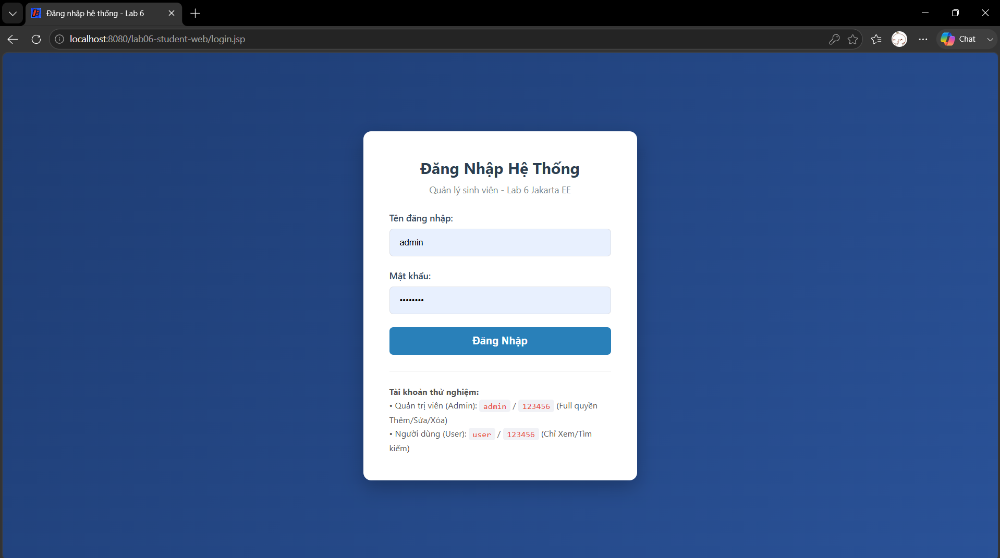 Đăng nhập hệ thống - Lab 6
localhost:8080/lab06-student-web/login.jsp
Chat
Đăng Nhập Hệ Thống
Quản lý sinh viên - Lab 6 Jakarta EE
Tên đăng nhập:
admin
Mật khẩu:
••••••••
Đăng Nhập
Tài khoản thử nghiệm:
• Quản trị viên (Admin): admin / 123456 (Full quyền
Thêm/Sửa/Xóa)
• Người dùng (User): user / 123456 (Chỉ Xem/Tìm
kiếm)